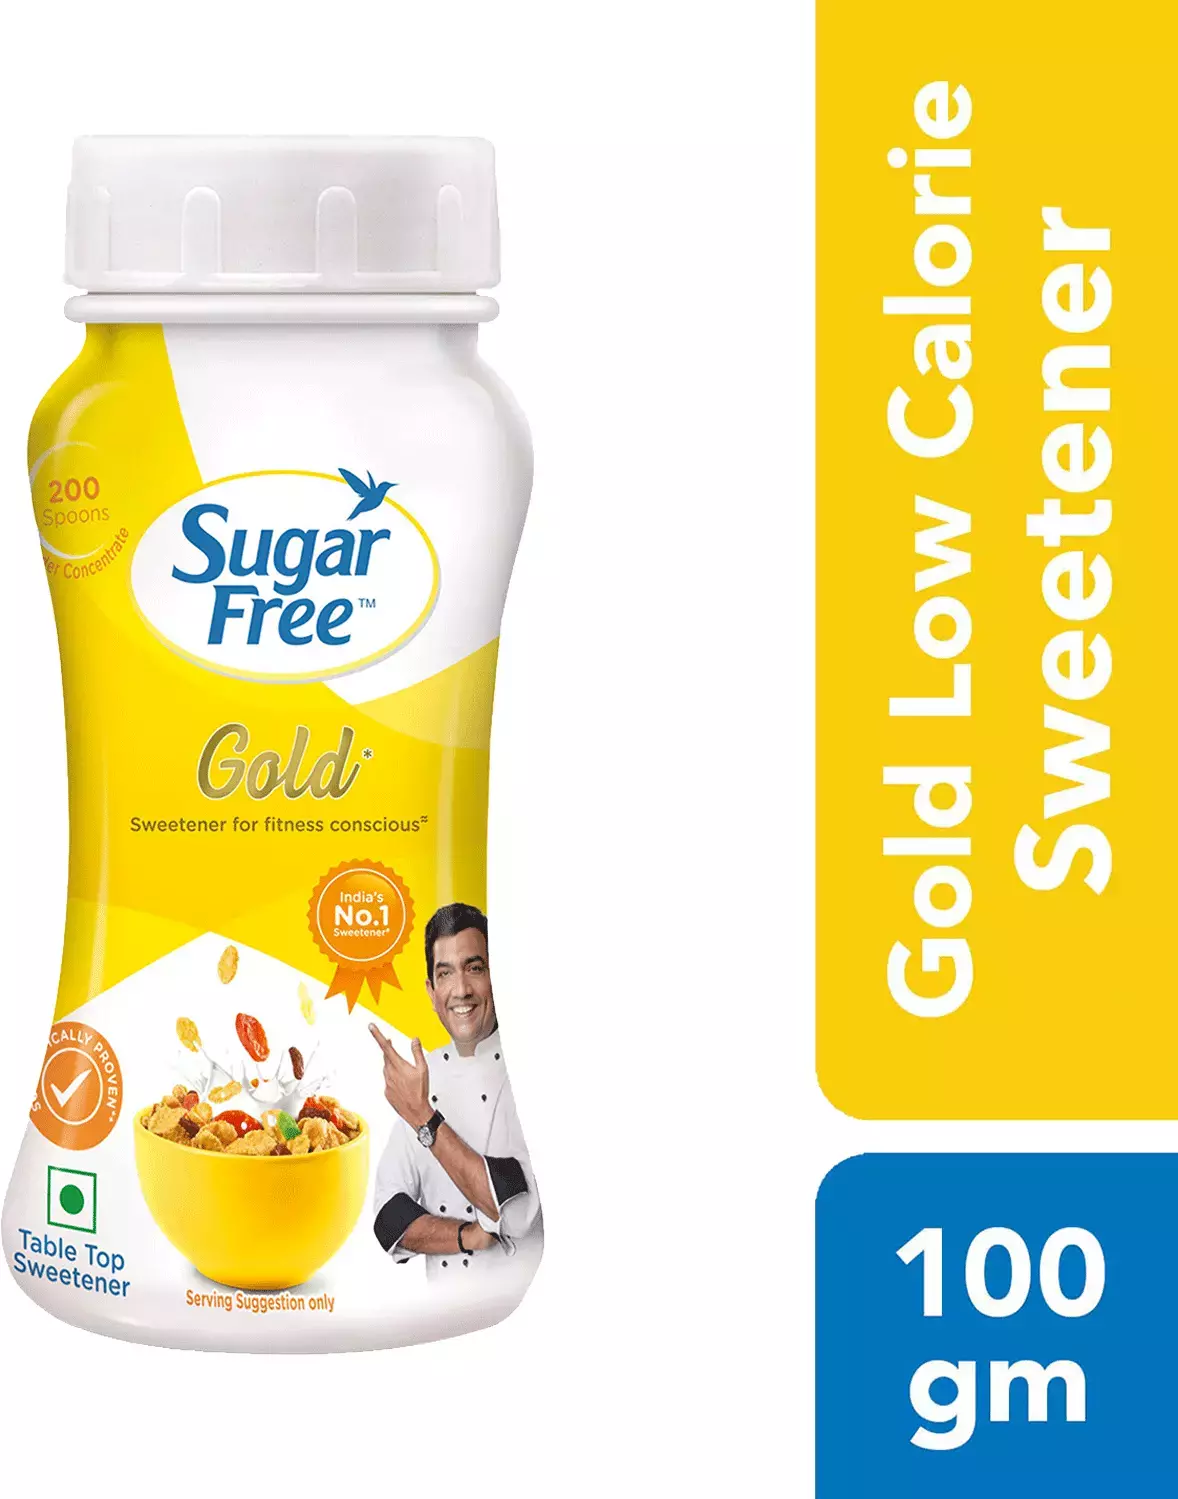 200
Spoons
Concentrate
Sugar
Free™
Gold*
Sweetener for fitness conscious≈
India's
No.1
Sweetener#
PROVEN**
Table Top
Sweetener
Serving Suggestion only
Gold Low Calorie
Sweetener
100
gm